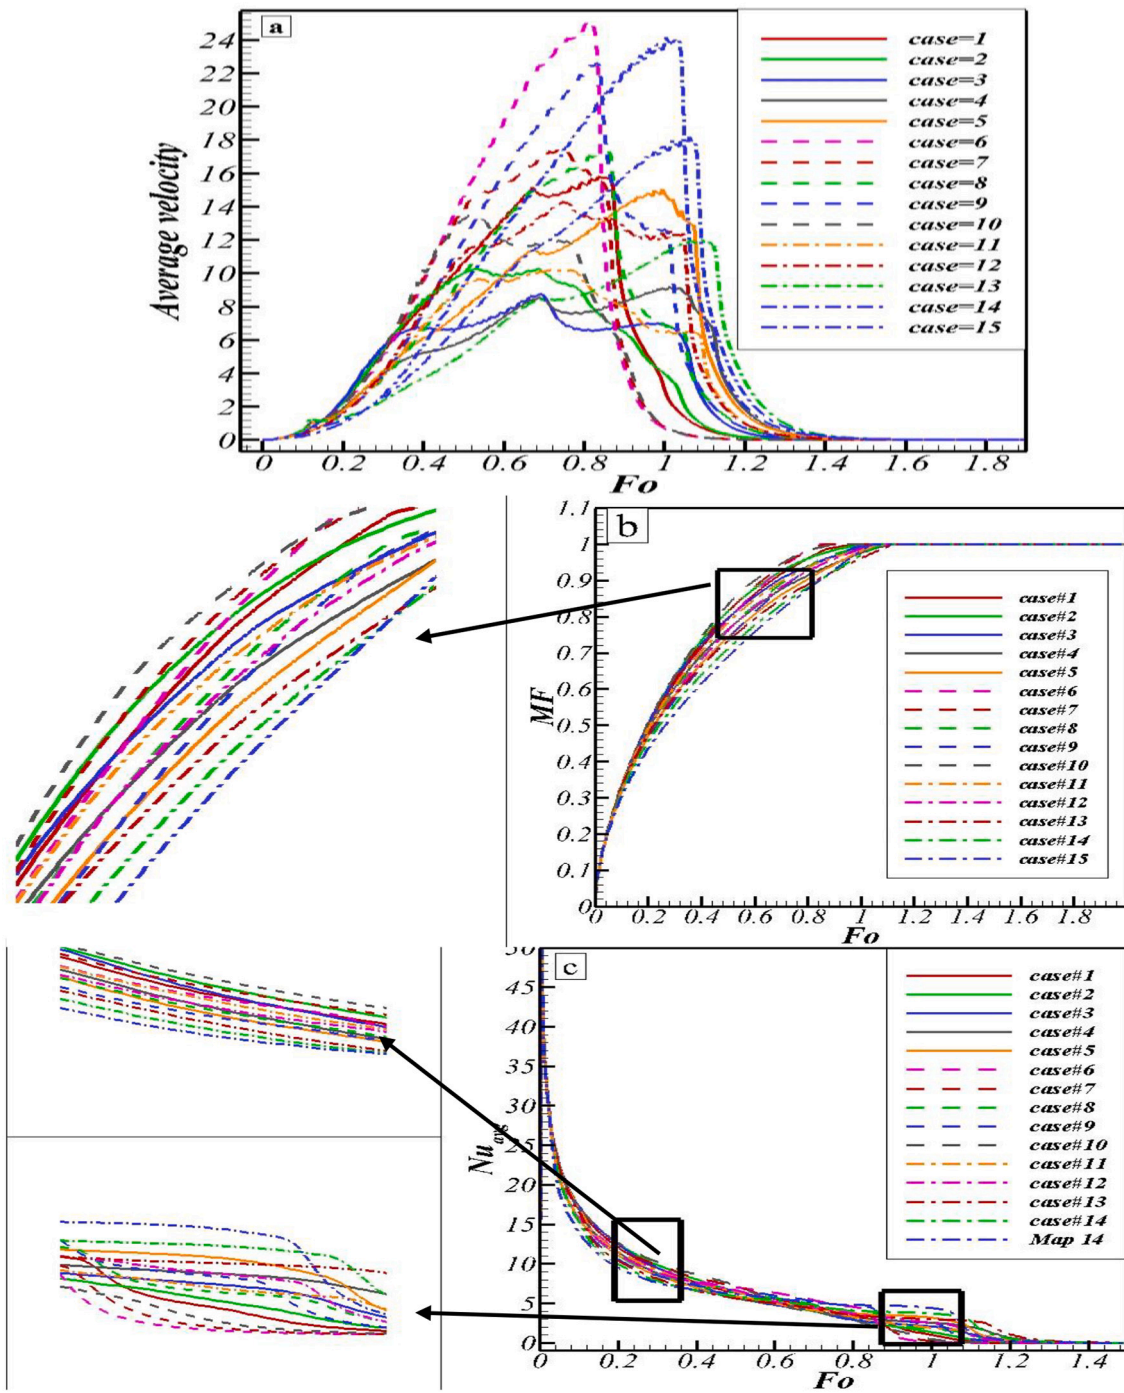 a
Average velocity
24
22
20
18
16
14
12
10
8
6
4
2
0
0 0.2 0.4 0.6 0.8 1 1.2 1.4 1.6 1.8
Fo
case=1
case=2
case=3
case=4
case=5
case=6
case=7
case=8
case=9
case=10
case=11
case=12
case=13
case=14
case=15
b
MF
1.1
1
0.9
0.8
0.7
0.6
0.5
0.4
0.3
0.2
0.1
0
0 0.2 0.4 0.6 0.8 1 1.2 1.4 1.6 1.8
Fo
case#1
case#2
case#3
case#4
case#5
case#6
case#7
case#8
case#9
case#10
case#11
case#12
case#13
case#14
case#15
c
Nu avg
50
45
40
35
30
25
20
15
10
5
0
0 0.2 0.4 0.6 0.8 1 1.2 1.4
Fo
case#1
case#2
case#3
case#4
case#5
case#6
case#7
case#8
case#9
case#10
case#11
case#12
case#13
case#14
Map 14